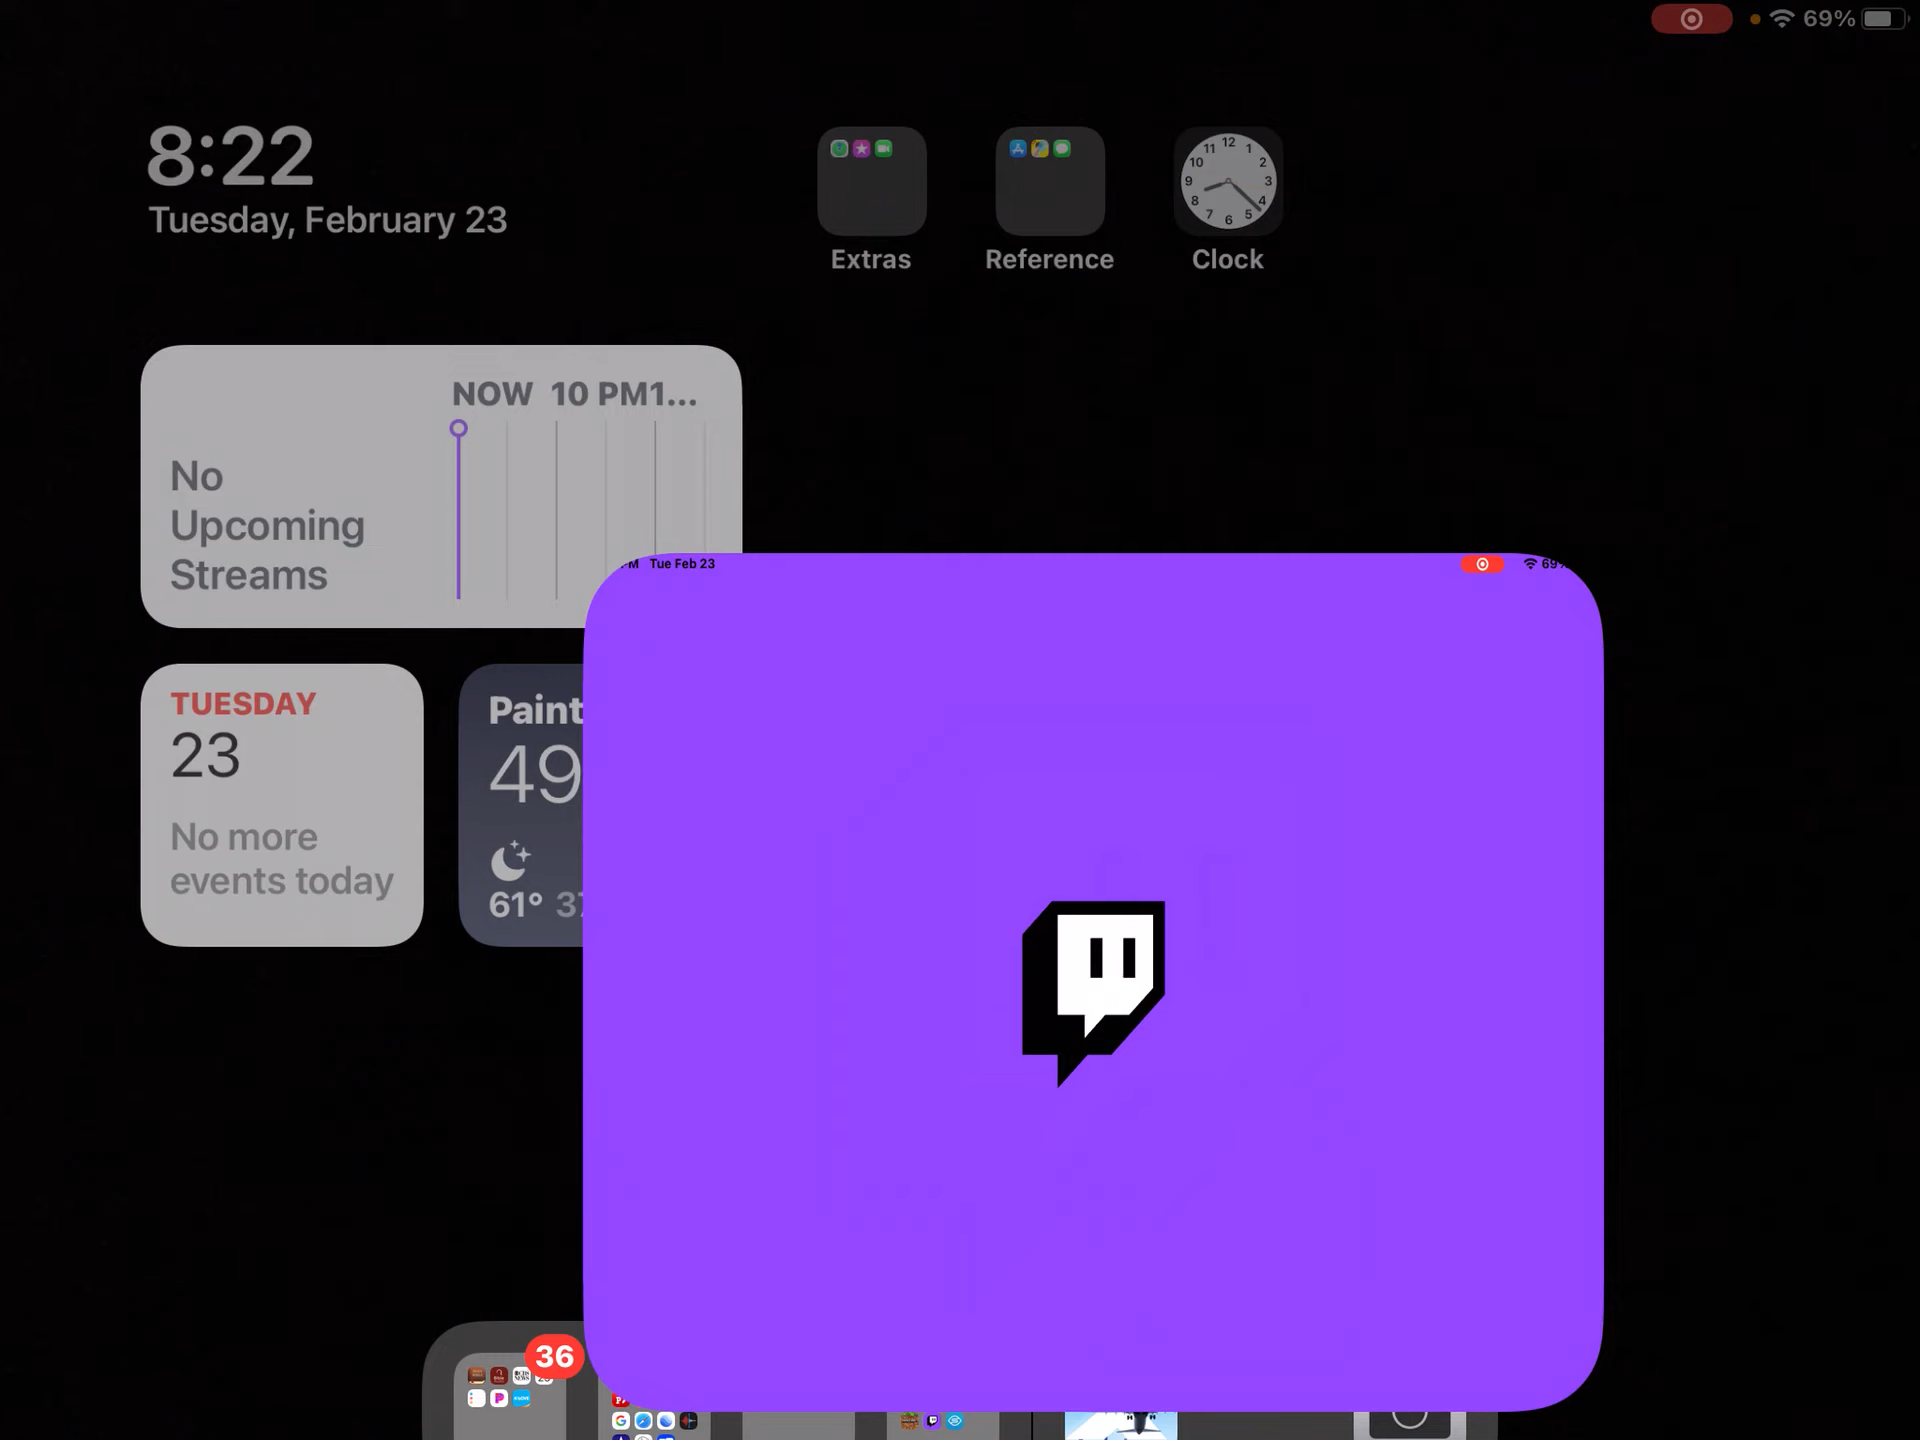 69%
8:22
Tuesday, February 23
Extras
Reference
Clock
NOW 10 PM1...
No
Upcoming
Streams
Tue Feb 23
TUESDAY
23
No more
events today
Paint
49
61° 37
36